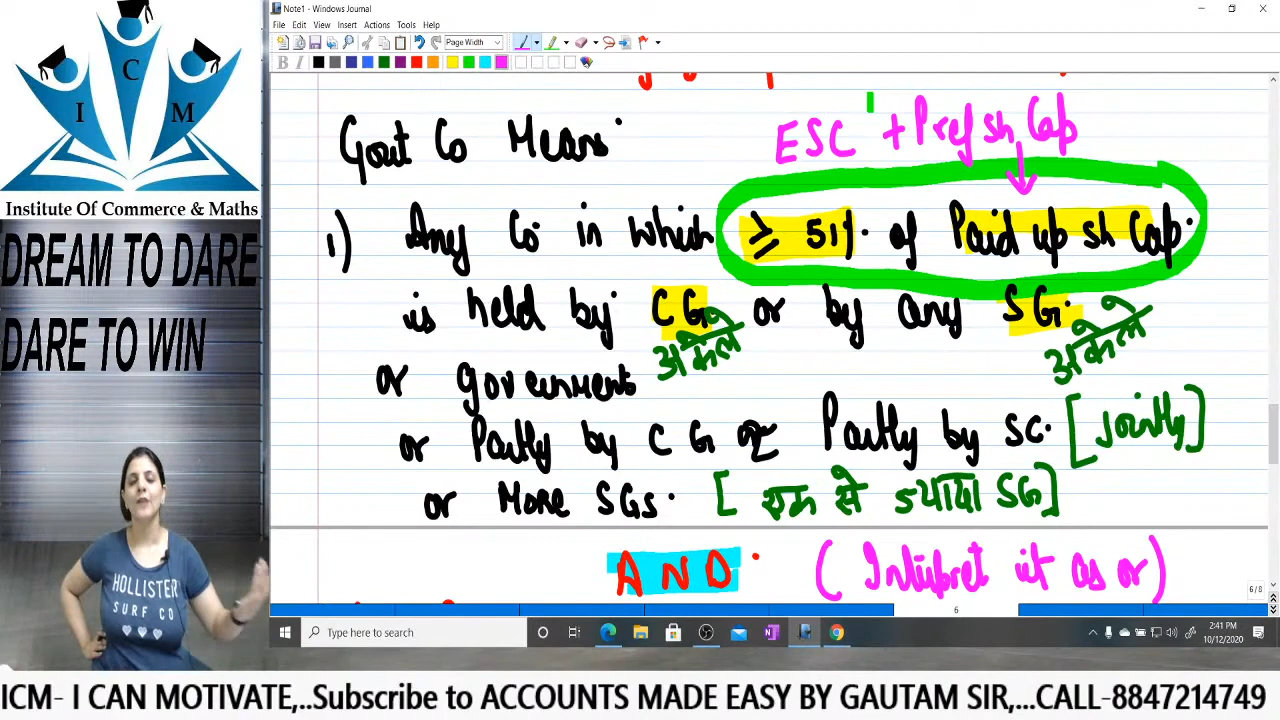 Note1 - Windows Journal
File Edit View Insert Actions Tools Help
Page Width
B I
I C M
Institute Of Commerce & Maths
DREAM TO DARE
DARE TO WIN
HOLLISTER
SURF CO
Govt Co Means
ESC + Pref sh Cap
1) Any Co in which ≥ 51% of Paid up sh Cap.
is held by CG or by any SG.
अकेले अकेले
or government
or Partly by CG or Partly by SG. [Jointly]
or More SGs. [एक से ज्यादा SG]
AND (Interpret it as or)
6/8
6
Type here to search
2:41 PM
10/12/2020
ICM- I CAN MOTIVATE,..Subscribe to ACCOUNTS MADE EASY BY GAUTAM SIR,...CALL-8847214749